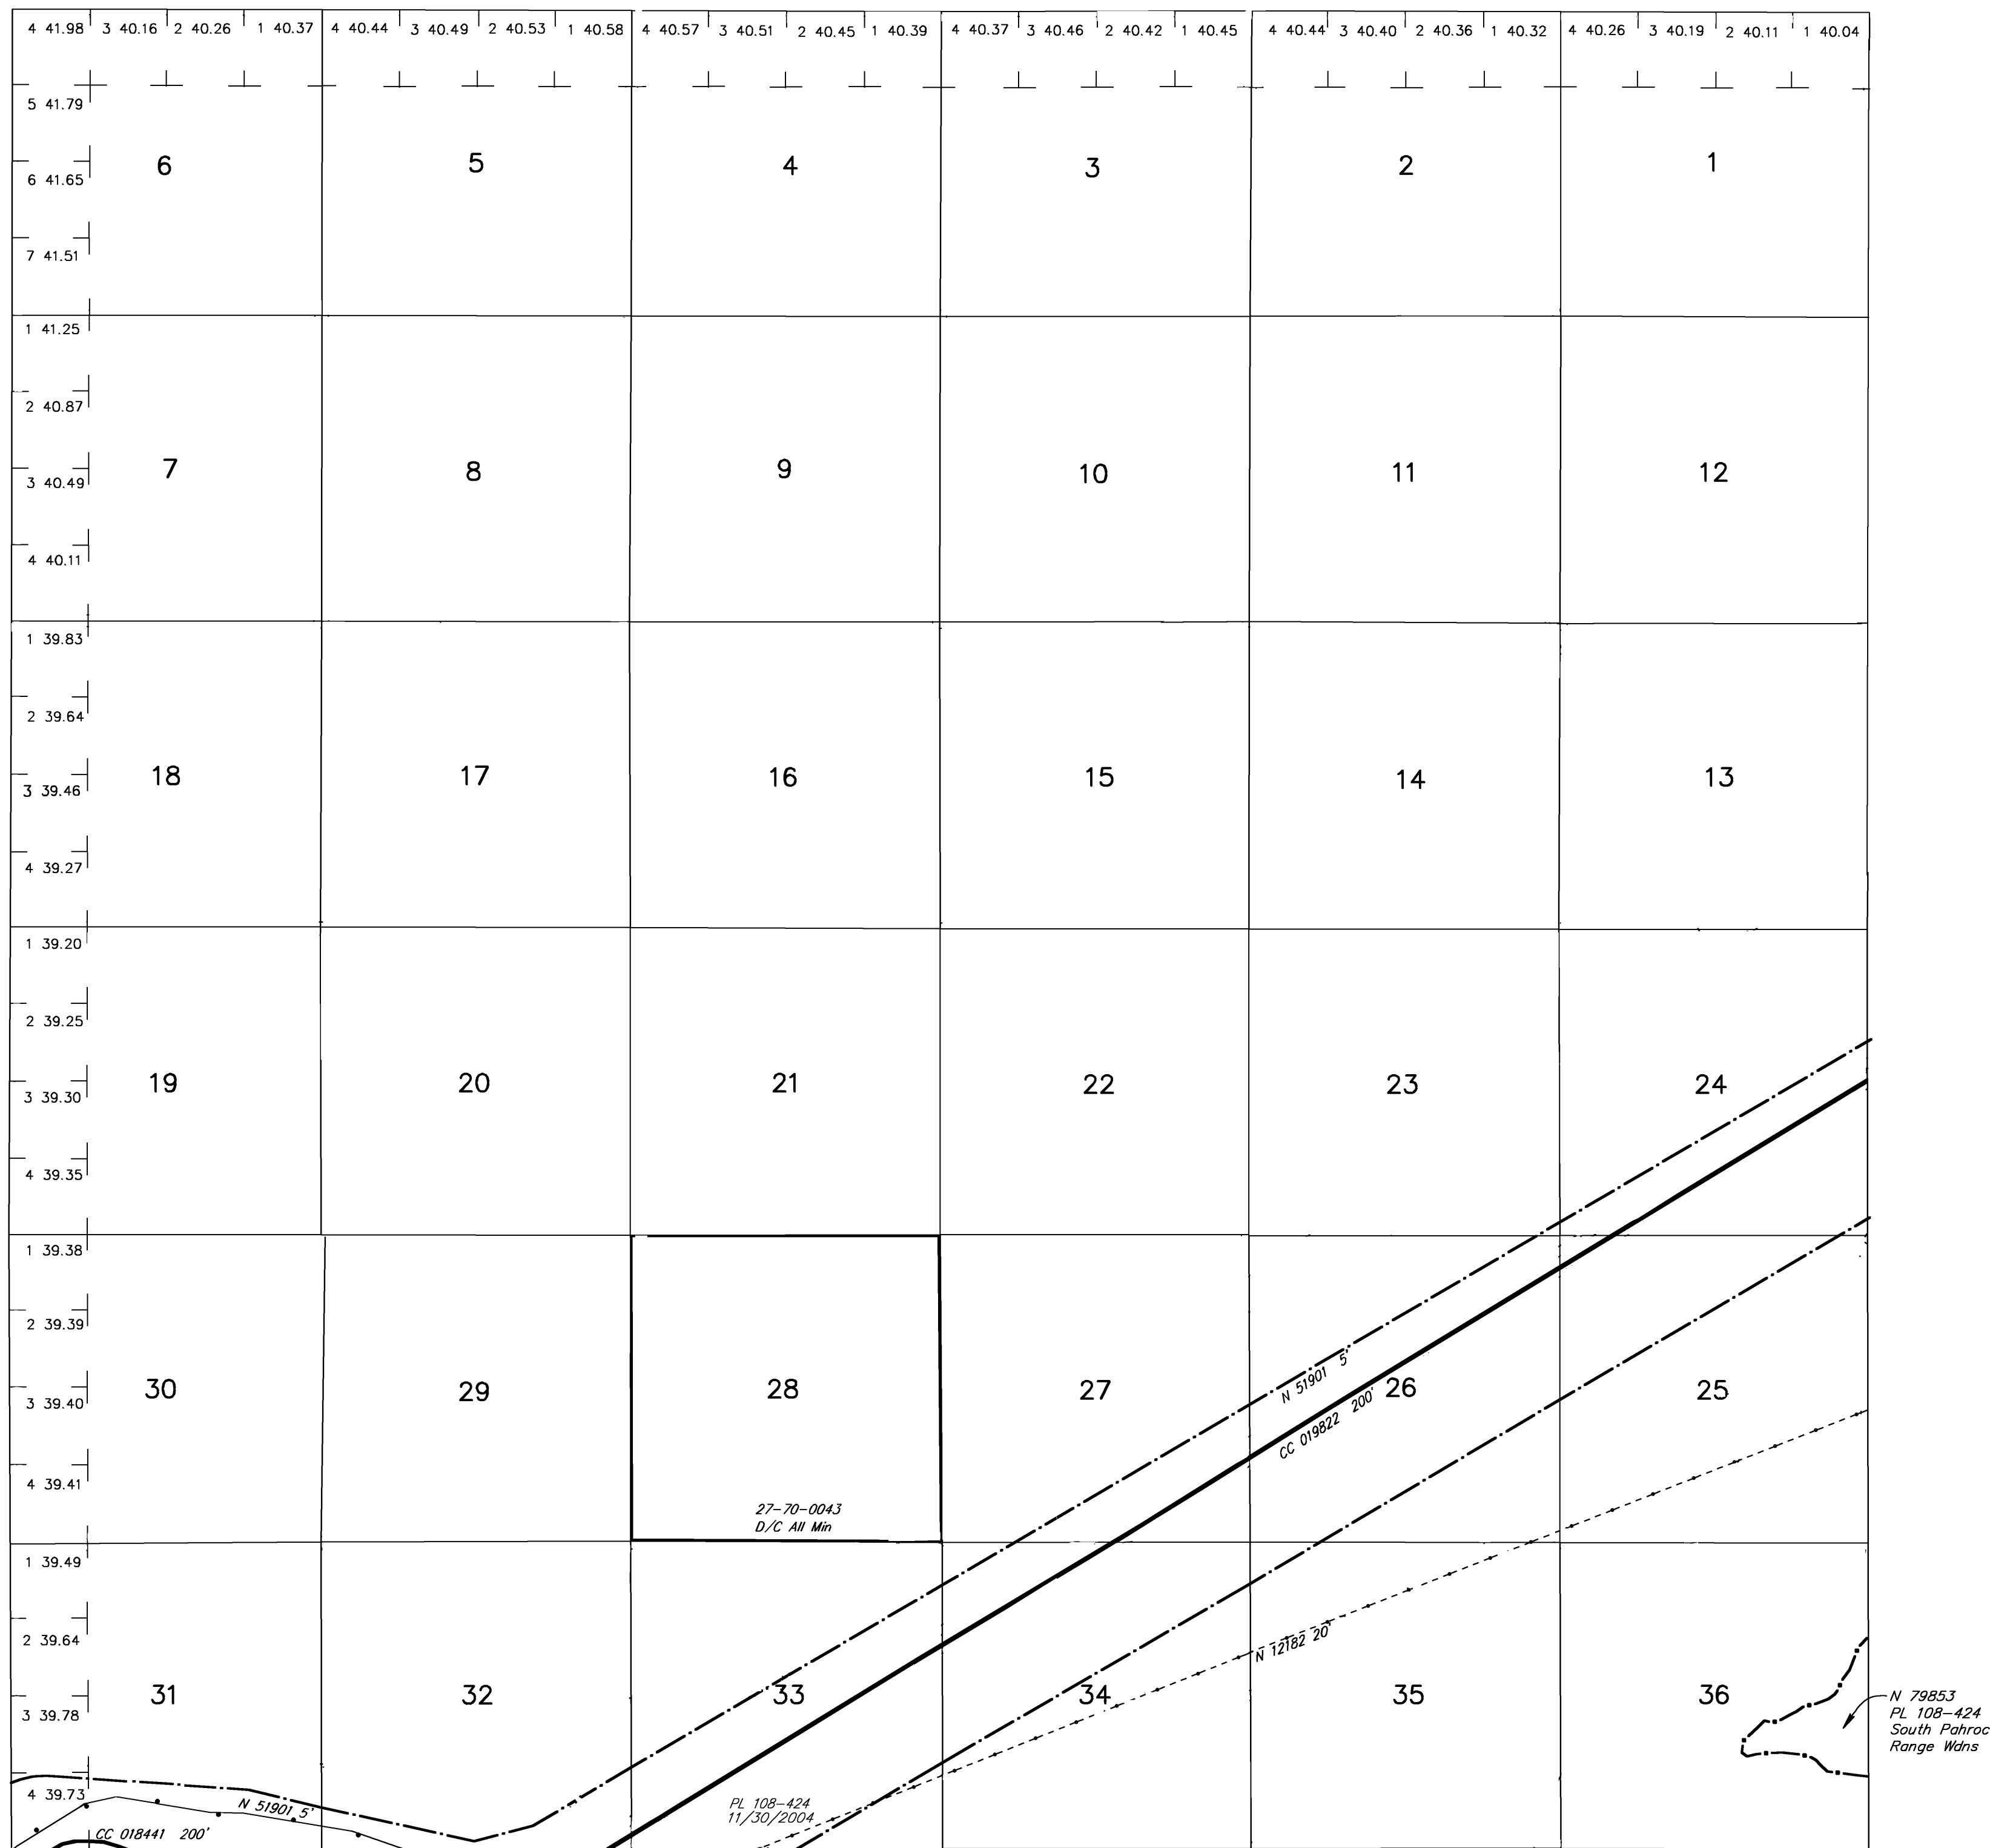 4 41.98 3 40.16 2 40.26 1 40.37 4 40.44 3 40.49 2 40.53 1 40.58 4 40.57 3 40.51 2 40.45 1 40.39 4 40.37 3 40.46 2 40.42 1 40.45 4 40.44 3 40.40 2 40.36 1 40.32 4 40.26 3 40.19 2 40.11 1 40.04
5 41.79
6 5 4 3 2 1
6 41.65
7 41.51
1 41.25
2 40.87
7 8 9 10 11 12
3 40.49
4 40.11
1 39.83
2 39.64
18 17 16 15 14 13
3 39.46
4 39.27
1 39.20
2 39.25
19 20 21 22 23 24
3 39.30
4 39.35
1 39.38
2 39.39
N 51901 5'
30 29 28 27 26 25
3 39.40
CC 019822 200'
4 39.41
27-70-0043
D/C All Min
1 39.49
2 39.64
N 12182 20'
31 32 33 34 35 36
3 39.78
N 79853
PL 108-424
South Pahroc
Range Wdns
4 39.73
N 51901 5'
PL 108-424
11/30/2004
CC 018441 200'